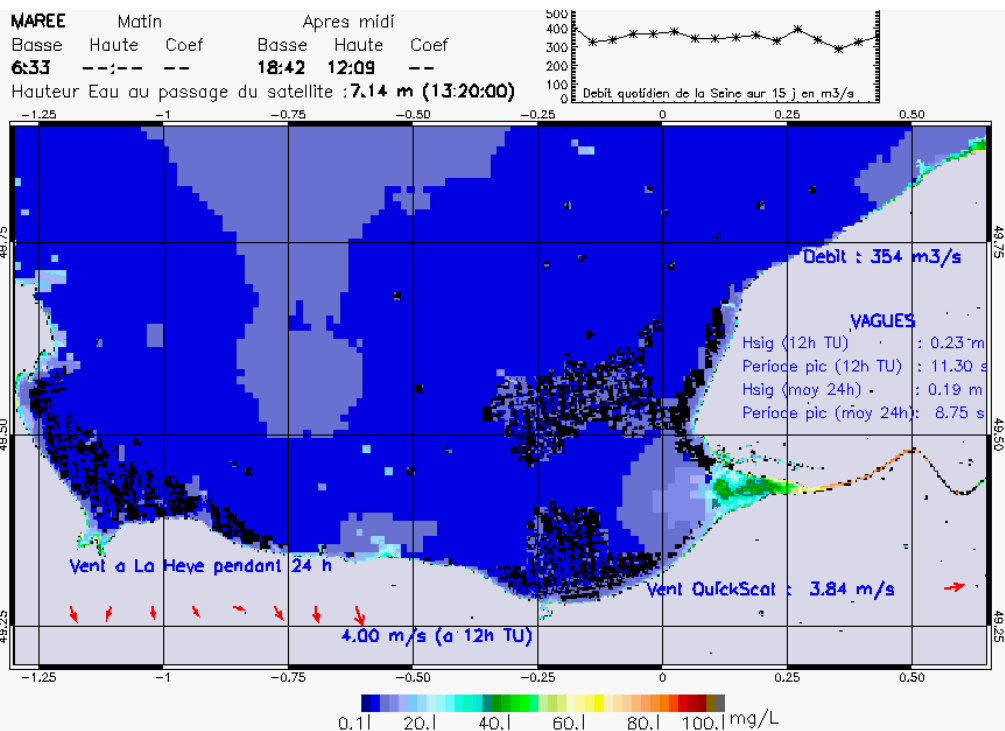 MAREE Matin Apres midi
Basse Haute Coef Basse Haute Coef
6:33 --:-- -- 18:42 12:09 --
Hauteur Eau au passage du satellite : 7.14 m (13:20:00)
500
400
300
200
100
0
Debit quotidien de la Seine sur 15 j en m3/s
-1.25 -1 -0.75 -0.50 -0.25 0 0.25 0.50
49.75 49.75
Debit : 354 m3/s
VAGUES
Hsig (12h TU) : 0.23 m
Periode pic (12h TU) : 11.30 s
Hsig (moy 24h) : 0.19 m
Periode pic (moy 24h): 8.75 s
49.50 49.50
Vent a La Heve pendant 24 h
Vent QuickScat : 3.84 m/s
49.25 49.25
4.00 m/s (a 12h TU)
-1.25 -1 -0.75 -0.50 -0.25 0 0.25 0.50
0.1| 20.| 40.| 60.| 80.| 100.| mg/L